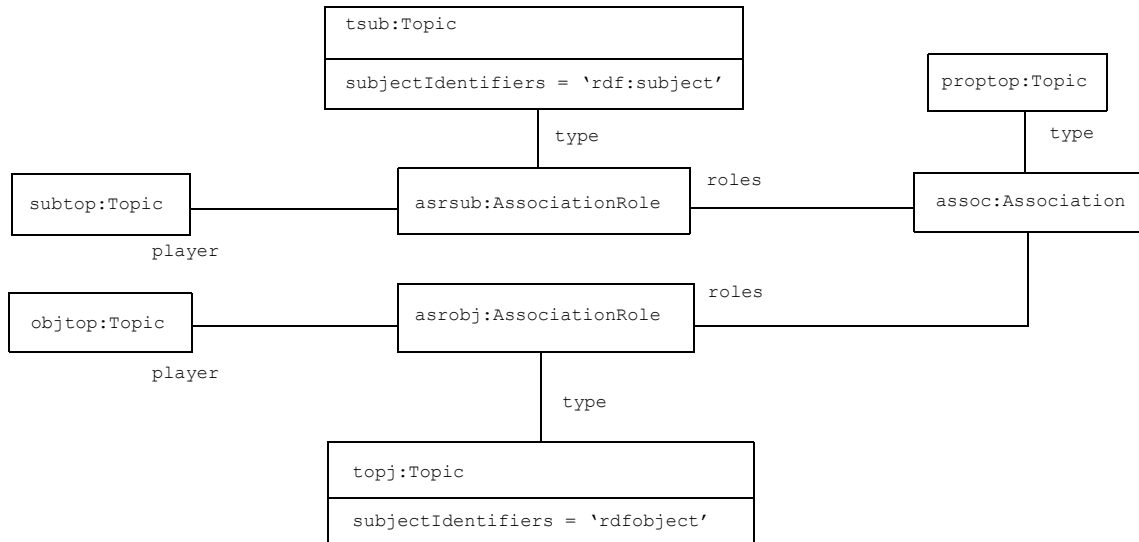 tsub:Topic
subjectIdentifiers = ‘rdf:subject’
proptop:Topic
type
type
roles
subtop:Topic
asrsub:AssociationRole
assoc:Association
player
roles
objtop:Topic
asrobj:AssociationRole
player
type
topj:Topic
subjectIdentifiers = ‘rdfobject’